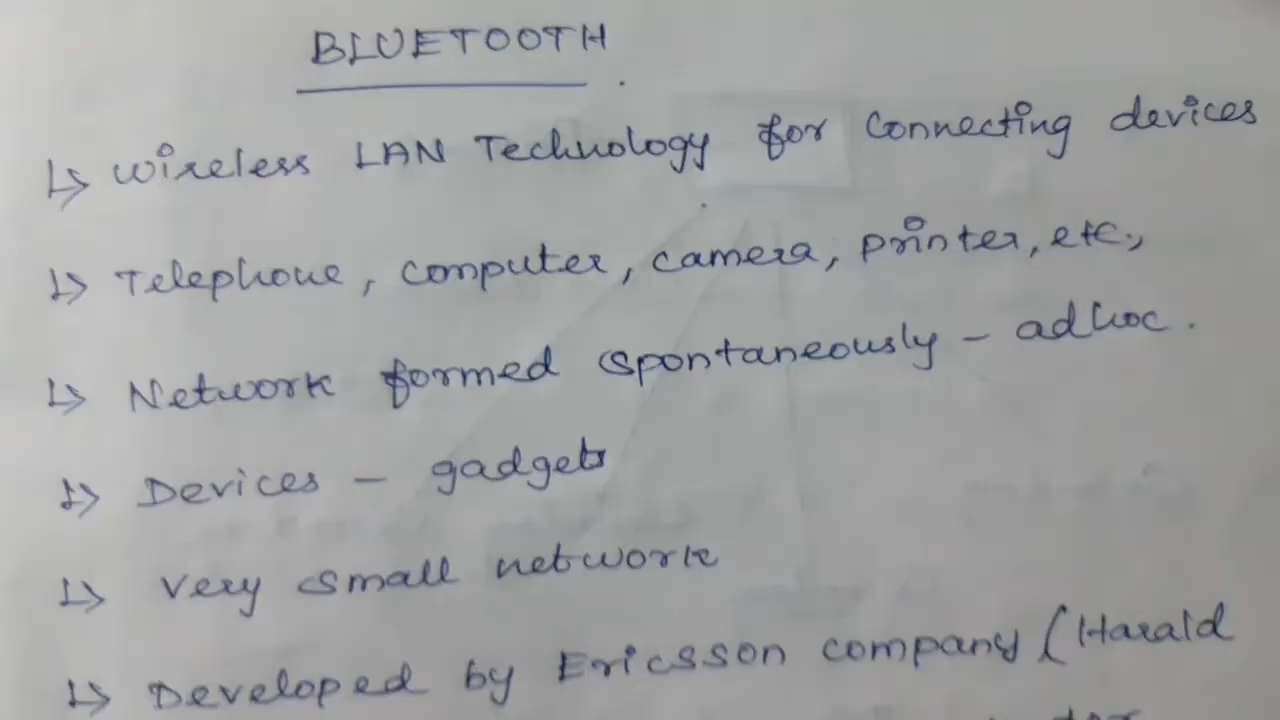 BLUETOOTH
↳ Wireless LAN Technology for Connecting devices
↳ Telephone, computer, camera, printer, etc.,
↳ Network formed spontaneously - adhoc.
↳ Devices - gadgets
↳ Very small network
↳ Developed by Ericsson company (Harald